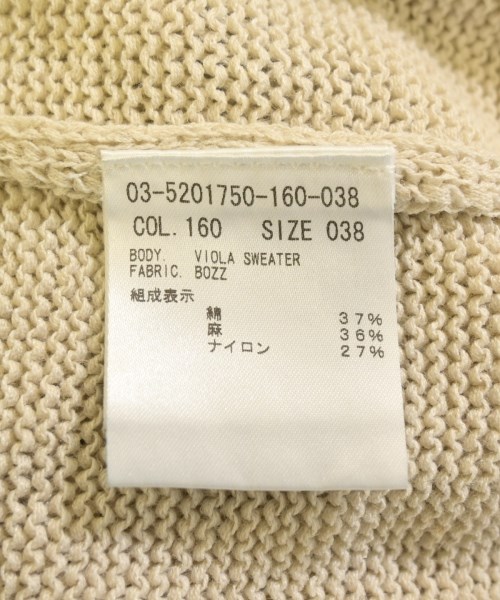 03-5201750-160-038
COL.160 SIZE 038
BODY. VIOLA SWEATER
FABRIC. BOZZ
組成表示
綿 37%
麻 36%
ナイロン 27%